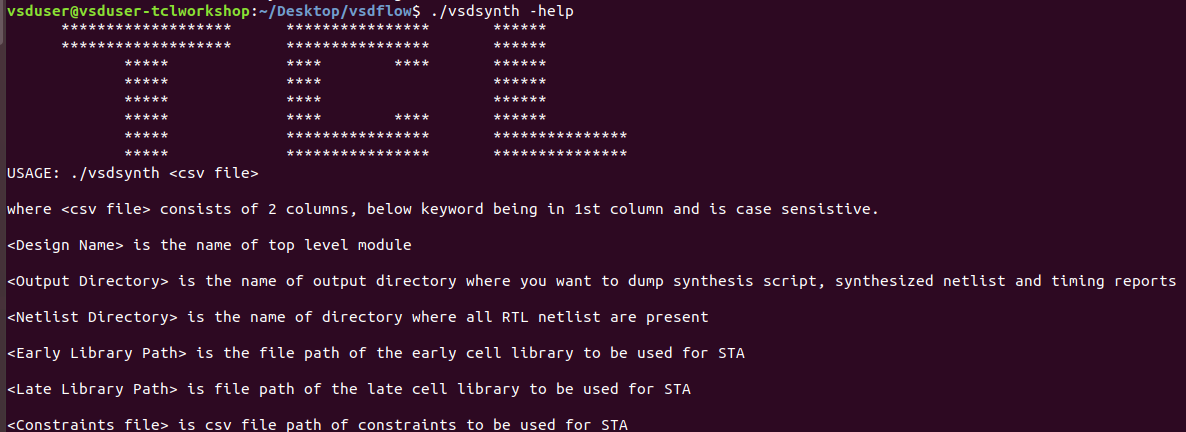 vsduser@vsduser-tclworkshop:~/Desktop/vsdflow$ ./vsdsynth -help
******************* **************** ******
******************* **************** ******
***** **** **** ******
***** **** ******
***** **** ******
***** **** **** ******
***** **************** ***************
***** **************** ***************
USAGE: ./vsdsynth <csv file>
where <csv file> consists of 2 columns, below keyword being in 1st column and is case sensistive.
<Design Name> is the name of top level module
<Output Directory> is the name of output directory where you want to dump synthesis script, synthesized netlist and timing reports
<Netlist Directory> is the name of directory where all RTL netlist are present
<Early Library Path> is the file path of the early cell library to be used for STA
<Late Library Path> is file path of the late cell library to be used for STA
<Constraints file> is csv file path of constraints to be used for STA